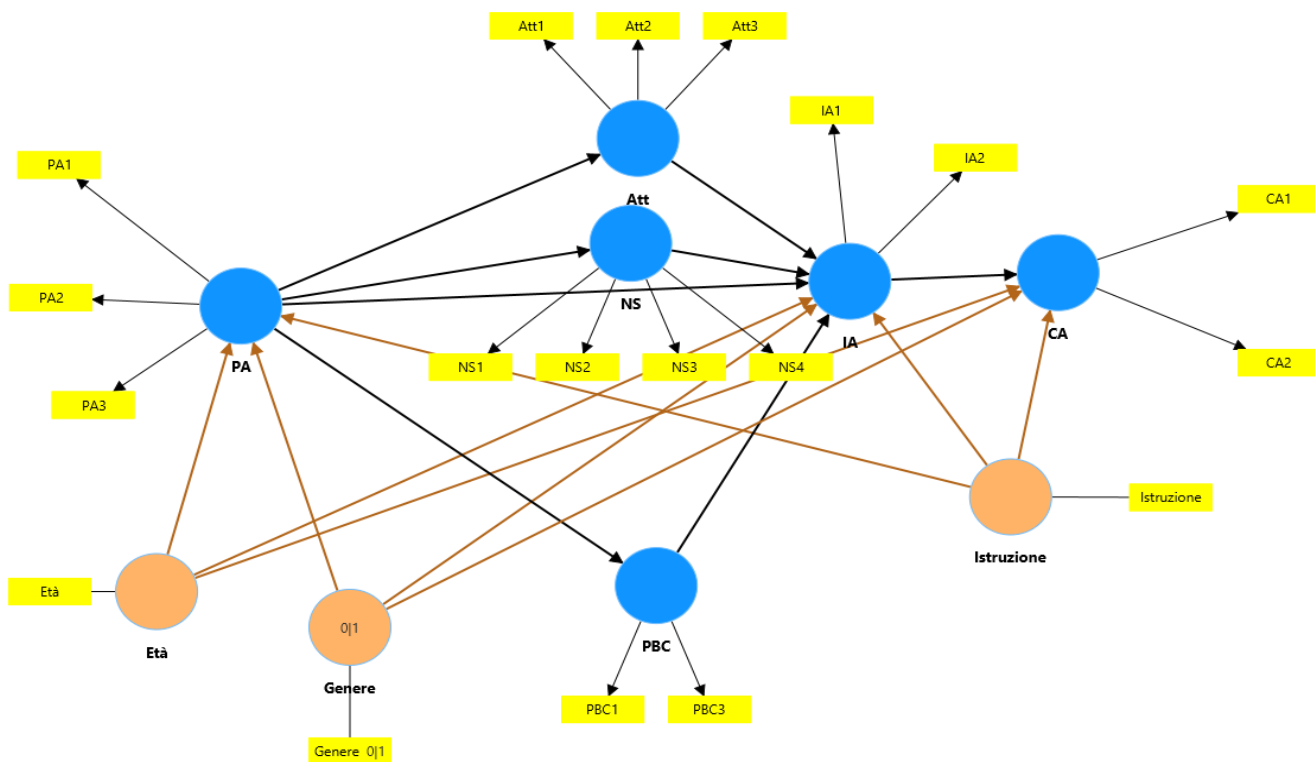 Att1
Att2
Att3
IA1
IA2
PA1
Att
CA1
PA2
NS
IA
CA
PA
NS1
NS2
NS3
NS4
CA2
PA3
Istruzione
Istruzione
Età
Età
0|1
Genere
PBC
PBC1
PBC3
Genere 0|1